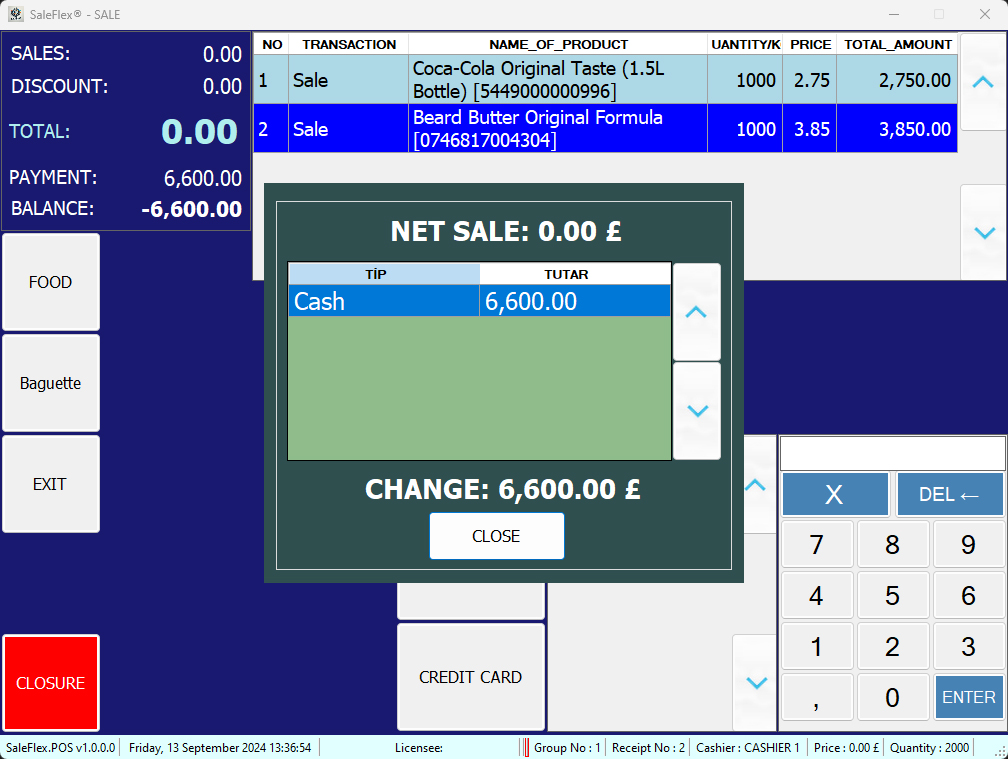 SaleFlex® - SALE
SALES: 0.00
DISCOUNT: 0.00
TOTAL: 0.00
PAYMENT: 6,600.00
BALANCE: -6,600.00
NO TRANSACTION NAME_OF_PRODUCT UANTITY/K PRICE TOTAL_AMOUNT
1 Sale Coca-Cola Original Taste (1.5L
Bottle) [5449000000996] 1000 2.75 2,750.00
2 Sale Beard Butter Original Formula
[0746817004304] 1000 3.85 3,850.00
FOOD
Baguette
EXIT
CLOSURE
NET SALE: 0.00 £
TİP TUTAR
Cash 6,600.00
CHANGE: 6,600.00 £
CLOSE
CREDIT CARD
X DEL ←
7 8 9
4 5 6
1 2 3
, 0 ENTER
SaleFlex.POS v1.0.0.0 Friday, 13 September 2024 13:36:54 Licensee: Group No : 1 Receipt No : 2 Cashier : CASHIER 1 Price : 0.00 £ Quantity : 2000